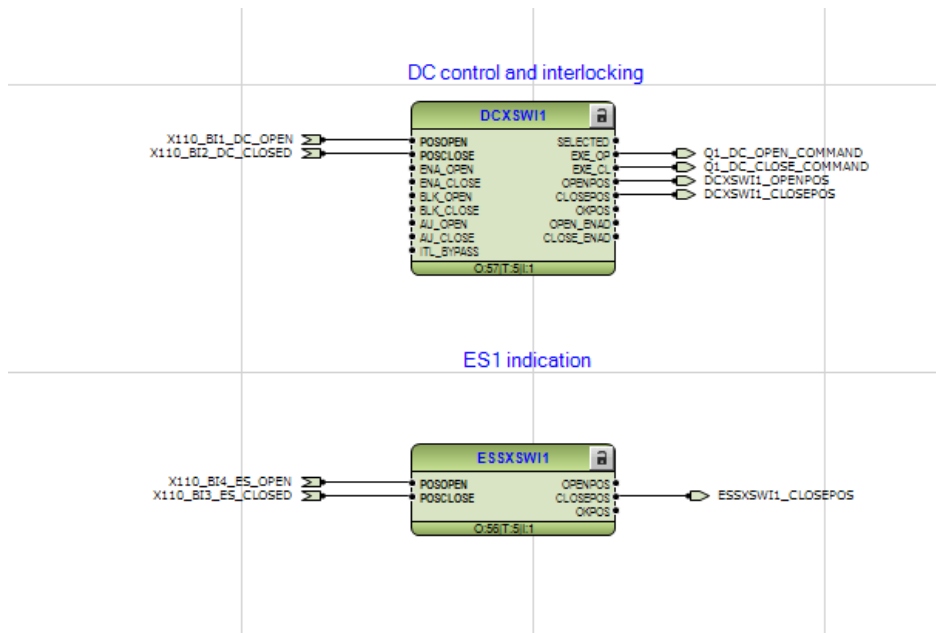 DC control and interlocking
DCXSWI1
X110_BI1_DC_OPEN
X110_BI2_DC_CLOSED
POSOPEN
POSCLOSE
ENA_OPEN
ENA_CLOSE
BLK_OPEN
BLK_CLOSE
AU_OPEN
AU_CLOSE
ITL_BYPASS
SELECTED
EXE_OP
EXE_CL
OPENPOS
CLOSEPOS
OKPOS
OPEN_ENAD
CLOSE_ENAD
Q1_DC_OPEN_COMMAND
Q1_DC_CLOSE_COMMAND
DCXSWI1_OPENPOS
DCXSWI1_CLOSEPOS
O:57|T:5|I:1
ES1 indication
ESSXSWI1
X110_BI4_ES_OPEN
X110_BI3_ES_CLOSED
POSOPEN
POSCLOSE
OPENPOS
CLOSEPOS
OKPOS
ESSXSWI1_CLOSEPOS
O:56|T:5|I:1